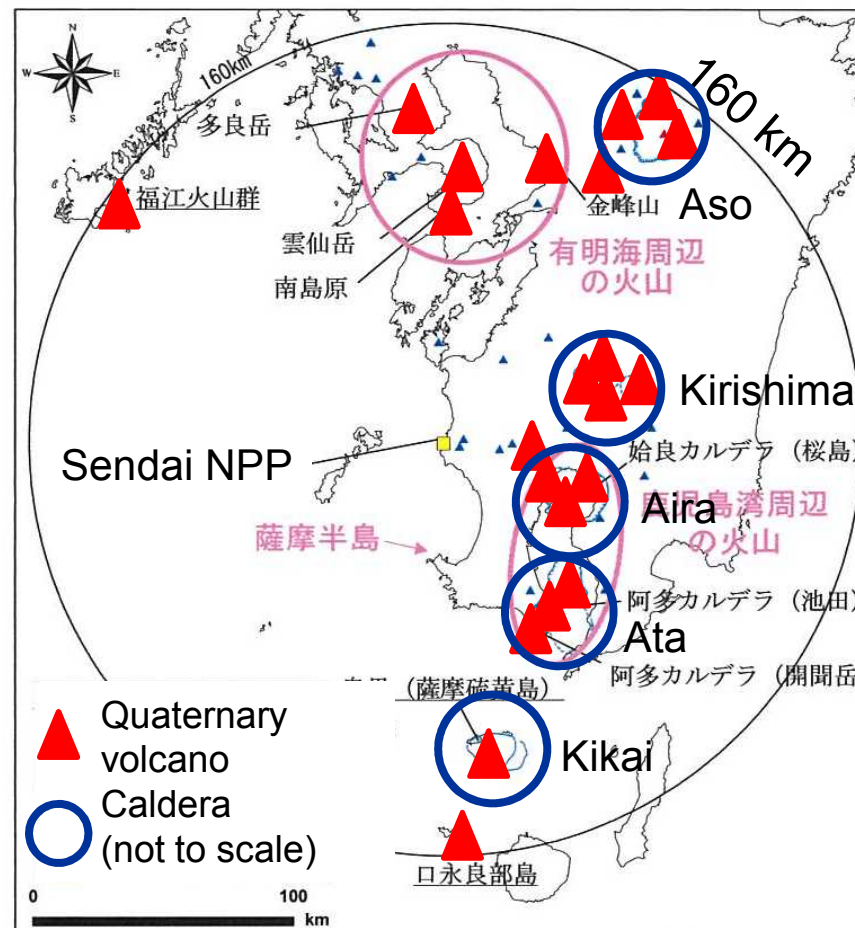 N
W
E
S
160km
160 km
多良岳
福江火山群
雲仙岳
南島原
金峰山
Aso
有明海周辺
の火山
Kirishima
Sendai NPP
姶良カルデラ（桜島）
Aira
鹿児島湾周辺
の火山
薩摩半島
阿多カルデラ（池田）
Ata
阿多カルデラ（開聞岳
（薩摩硫黄島）
Kikai
口永良部島
Quaternary
volcano
Caldera
(not to scale)
0
100
km